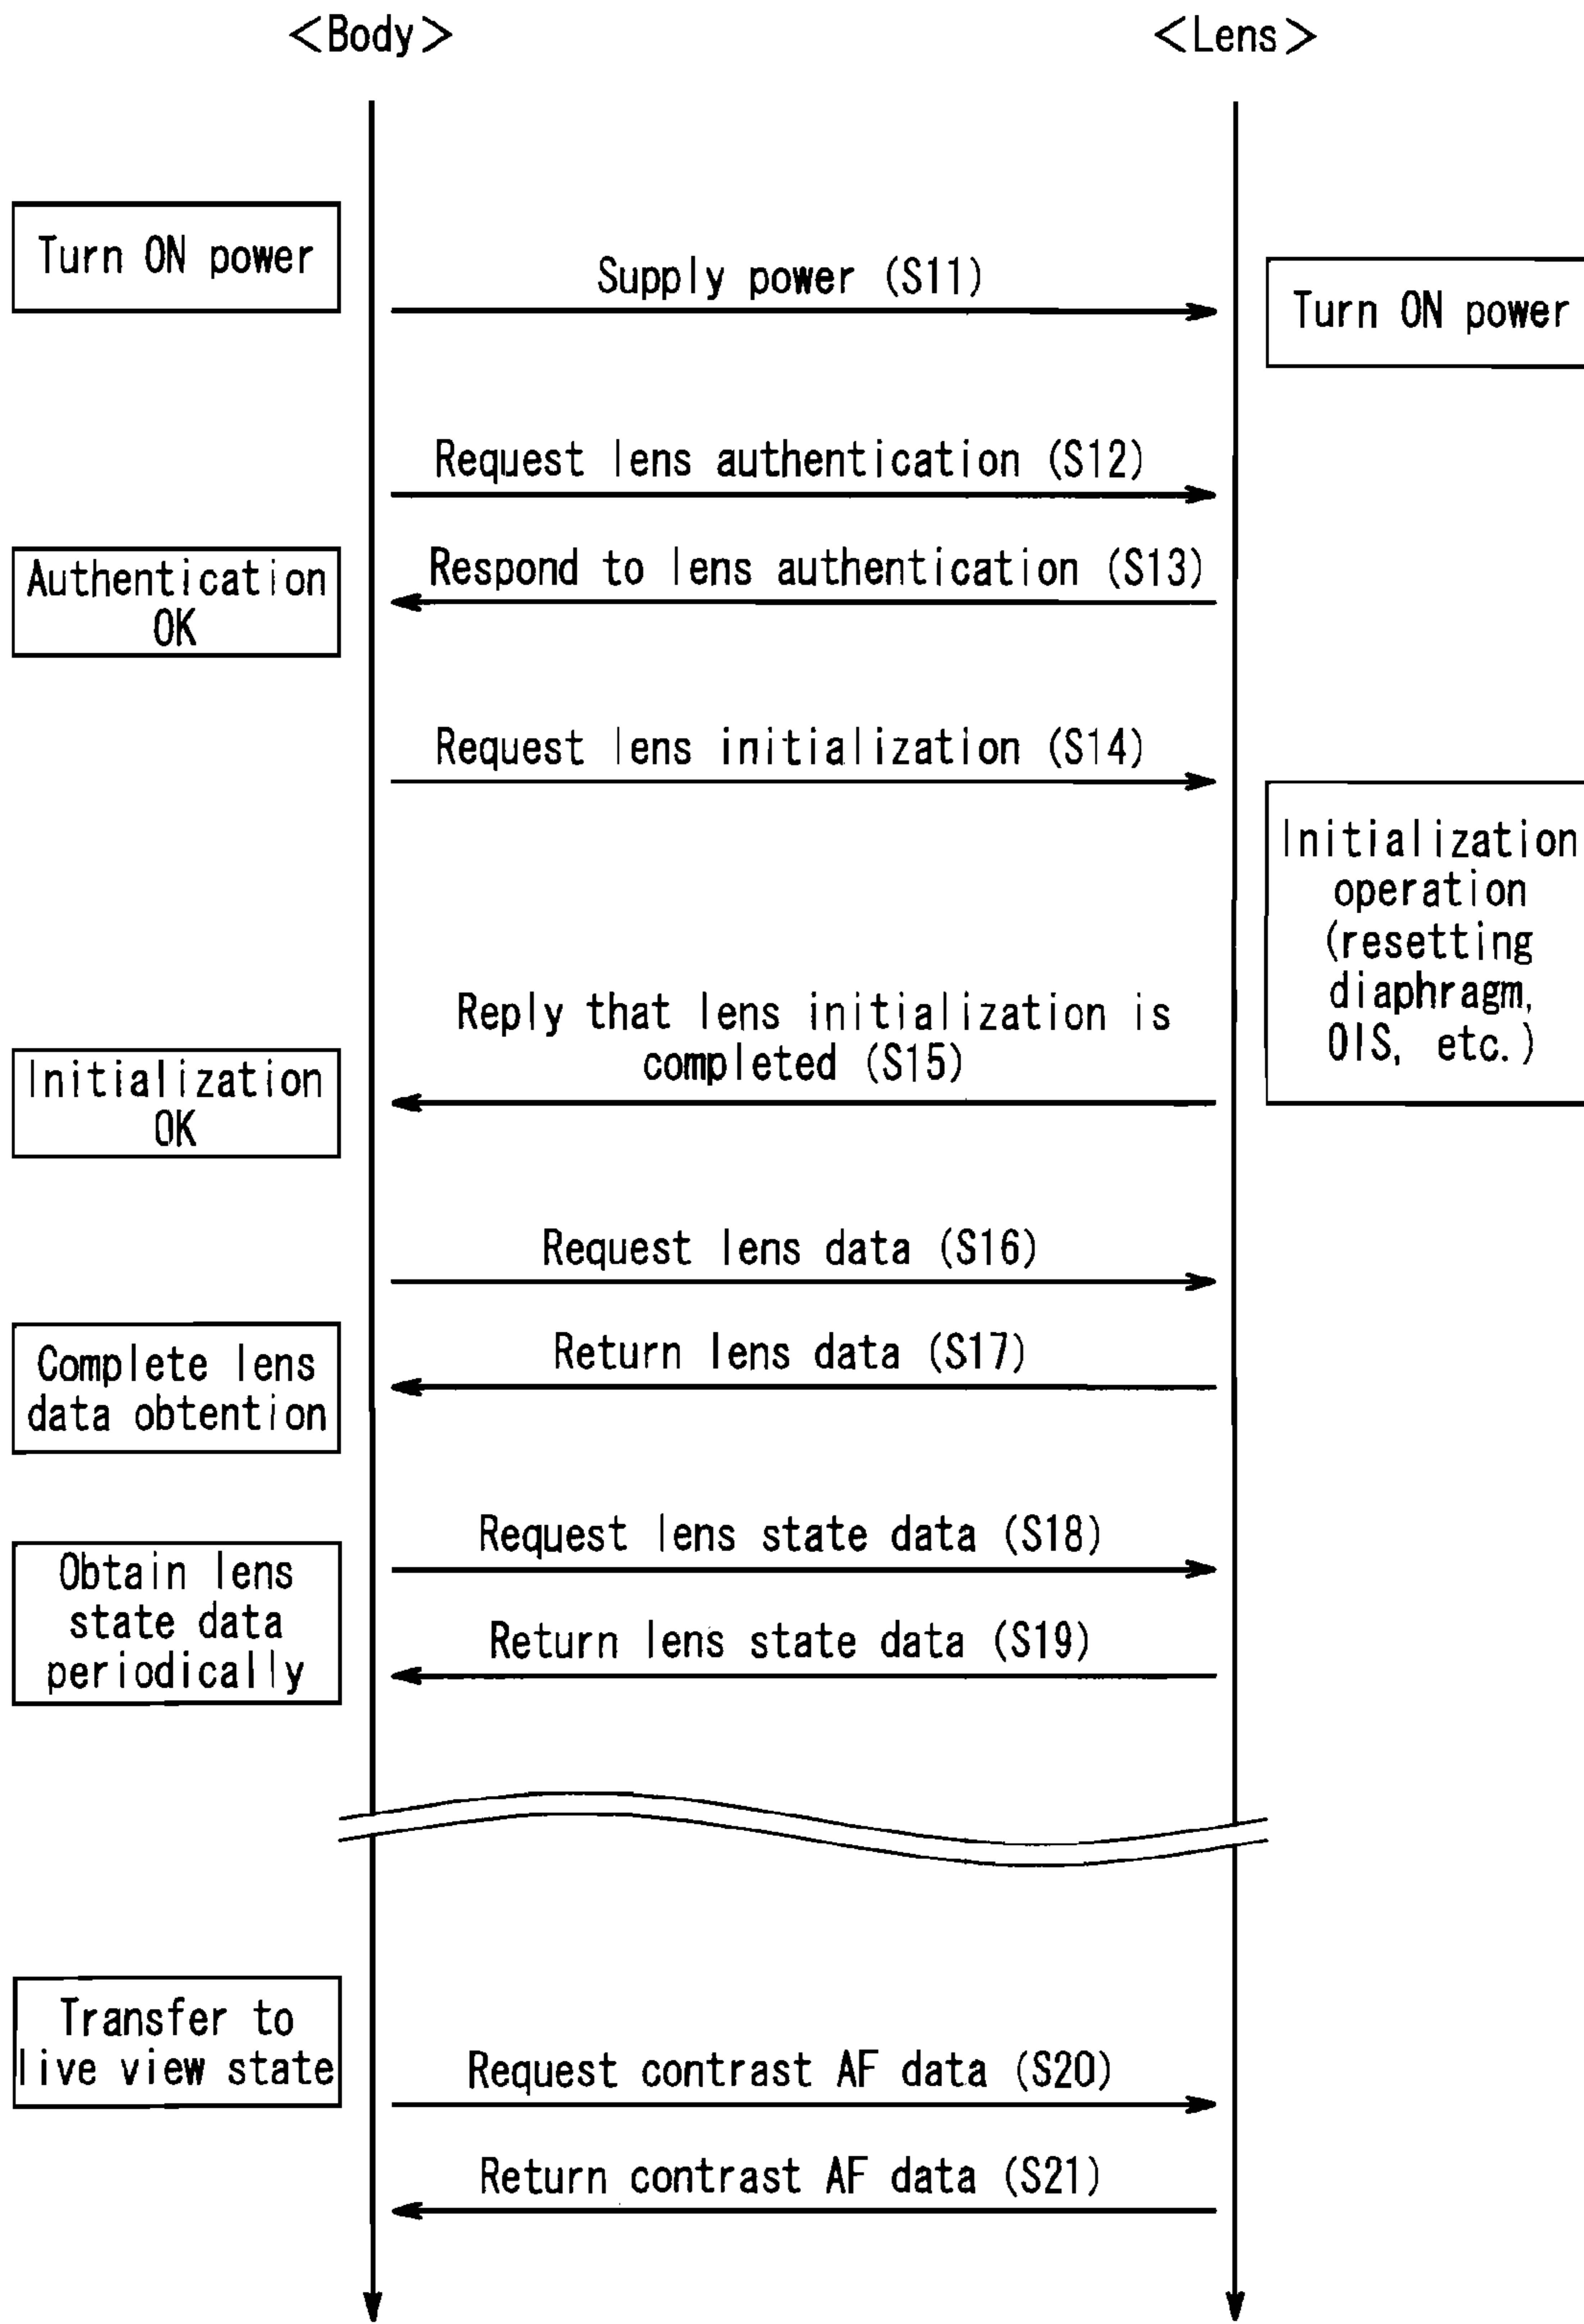 <Body>
<Lens>
Turn ON power
Supply power (S11)
Turn ON power
Request lens authentication (S12)
Respond to lens authentication (S13)
Authentication
OK
Request lens initialization (S14)
Initialization
operation
(resetting
diaphragm,
OIS, etc.)
Reply that lens initialization is
completed (S15)
Initialization
OK
Request lens data (S16)
Return lens data (S17)
Complete lens
data obtention
Request lens state data (S18)
Obtain lens
state data
periodically
Return lens state data (S19)
Transfer to
live view state
Request contrast AF data (S20)
Return contrast AF data (S21)